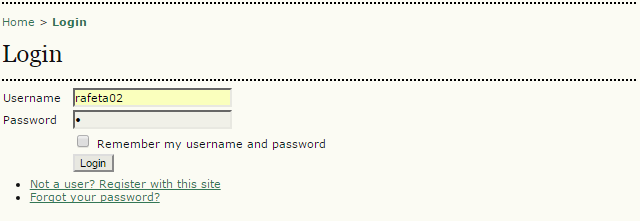 Home > Login
Login
Username rafeta02
Password •
Remember my username and password
Login
• Not a user? Register with this site
• Forgot your password?